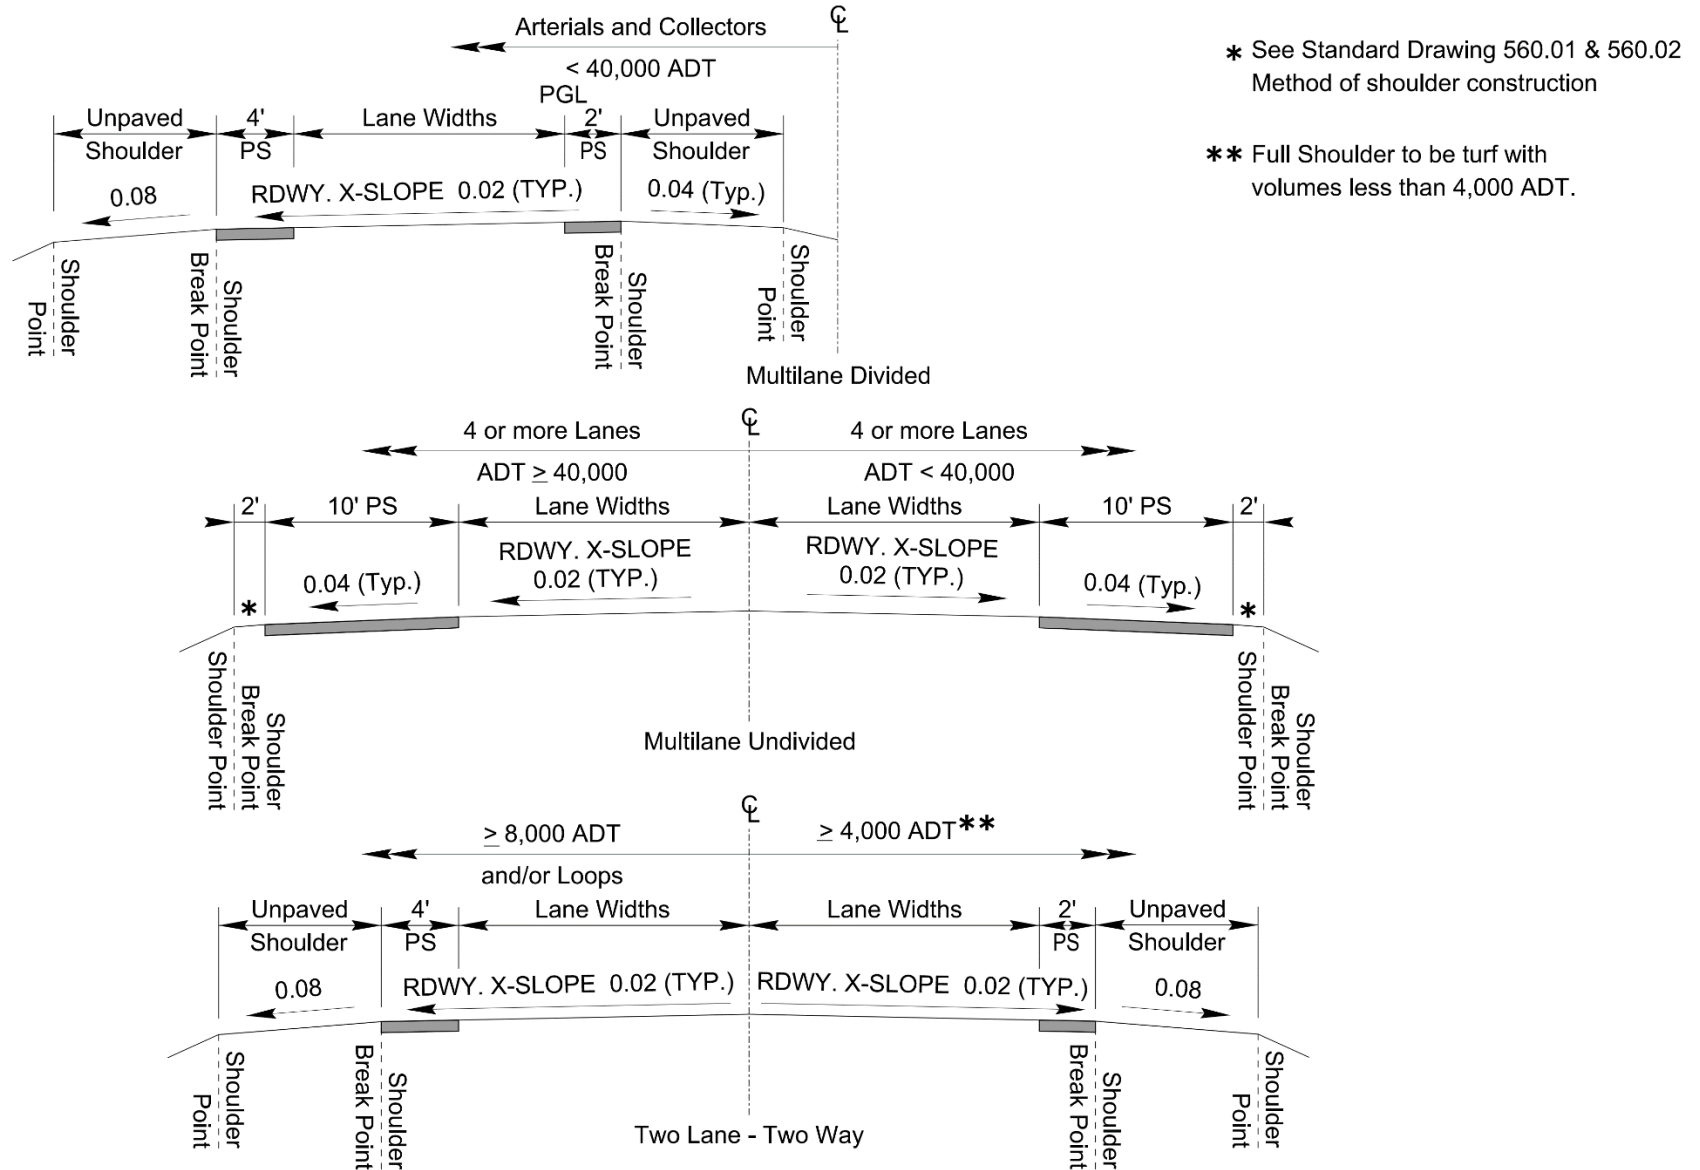 ℄
Arterials and Collectors
< 40,000 ADT
PGL
Unpaved
Shoulder
4'
PS
Lane Widths
2'
PS
Unpaved
Shoulder
0.08
RDWY. X-SLOPE 0.02 (TYP.)
0.04 (Typ.)
Shoulder
Point
Shoulder
Break Point
Shoulder
Break Point
Shoulder
Point
Multilane Divided
* See Standard Drawing 560.01 & 560.02
Method of shoulder construction
** Full Shoulder to be turf with
volumes less than 4,000 ADT.
℄
4 or more Lanes
ADT ≥ 40,000
4 or more Lanes
ADT < 40,000
2'
10' PS
Lane Widths
Lane Widths
10' PS
2'
*
0.04 (Typ.)
RDWY. X-SLOPE
0.02 (TYP.)
RDWY. X-SLOPE
0.02 (TYP.)
0.04 (Typ.)
*
Shoulder Point
Shoulder
Break Point
Shoulder Point
Shoulder
Break Point
Multilane Undivided
℄
≥ 8,000 ADT
and/or Loops
≥ 4,000 ADT**
Unpaved
Shoulder
4'
PS
Lane Widths
Lane Widths
2'
PS
Unpaved
Shoulder
0.08
RDWY. X-SLOPE 0.02 (TYP.)
RDWY. X-SLOPE 0.02 (TYP.)
0.08
Shoulder
Point
Shoulder
Break Point
Shoulder
Break Point
Shoulder
Point
Two Lane - Two Way